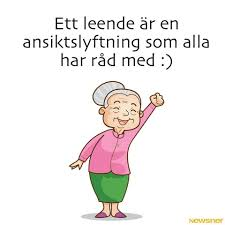 Ett leende är en
ansiktslyftning som alla
har råd med :)
newsner